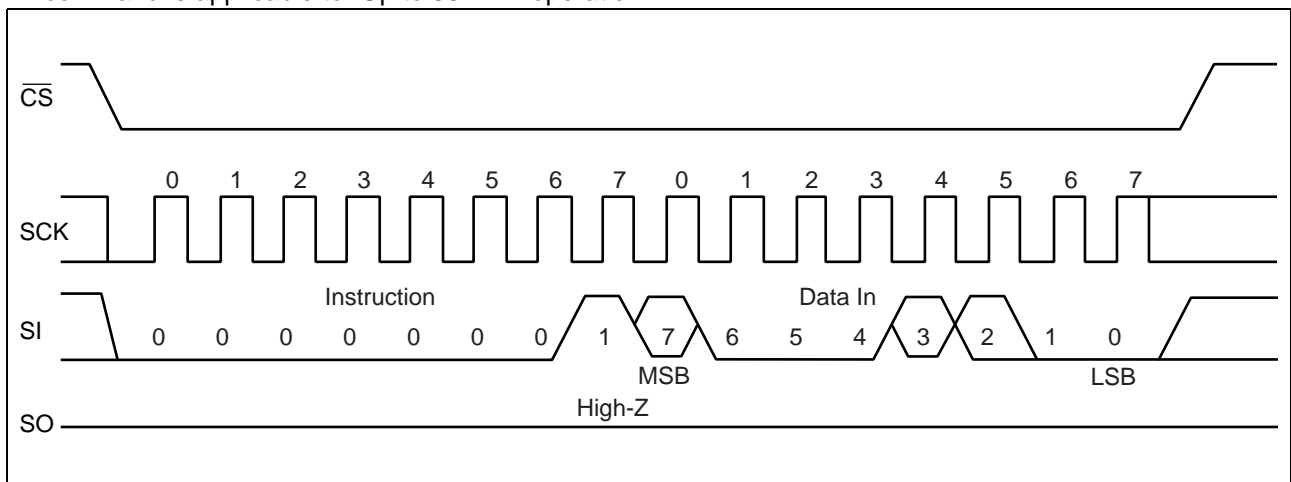 CS
0 1 2 3 4 5 6 7 0 1 2 3 4 5 6 7
SCK
Instruction Data In
SI 0 0 0 0 0 0 0 1 7 6 5 4 3 2 1 0
MSB LSB
High-Z
SO